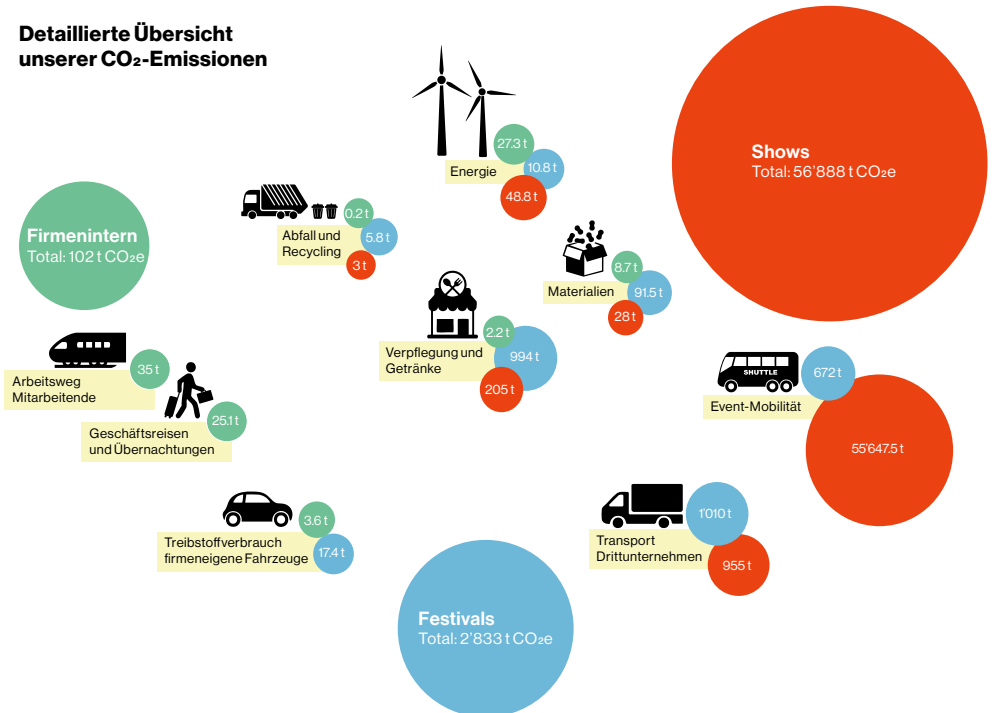 Detaillierte Übersicht
unserer CO₂-Emissionen
Shows
Total: 56'888 t CO₂e
27.3 t
10.8 t
Energie
48.8 t
0.2 t
5.8 t
Abfall und
Recycling
3 t
Firmenintern
Total: 102 t CO₂e
8.7 t
Materialien
91.5 t
28 t
2.2 t
Verpflegung und
Getränke
994 t
205 t
SHUTTLE
672 t
Event-Mobilität
55'647.5 t
35 t
Arbeitsweg
Mitarbeitende
25.1 t
Geschäftsreisen
und Übernachtungen
3.6 t
Treibstoffverbrauch
firmeneigene Fahrzeuge
17.4 t
1'010 t
Transport
Drittunternehmen
955 t
Festivals
Total: 2'833 t CO₂e